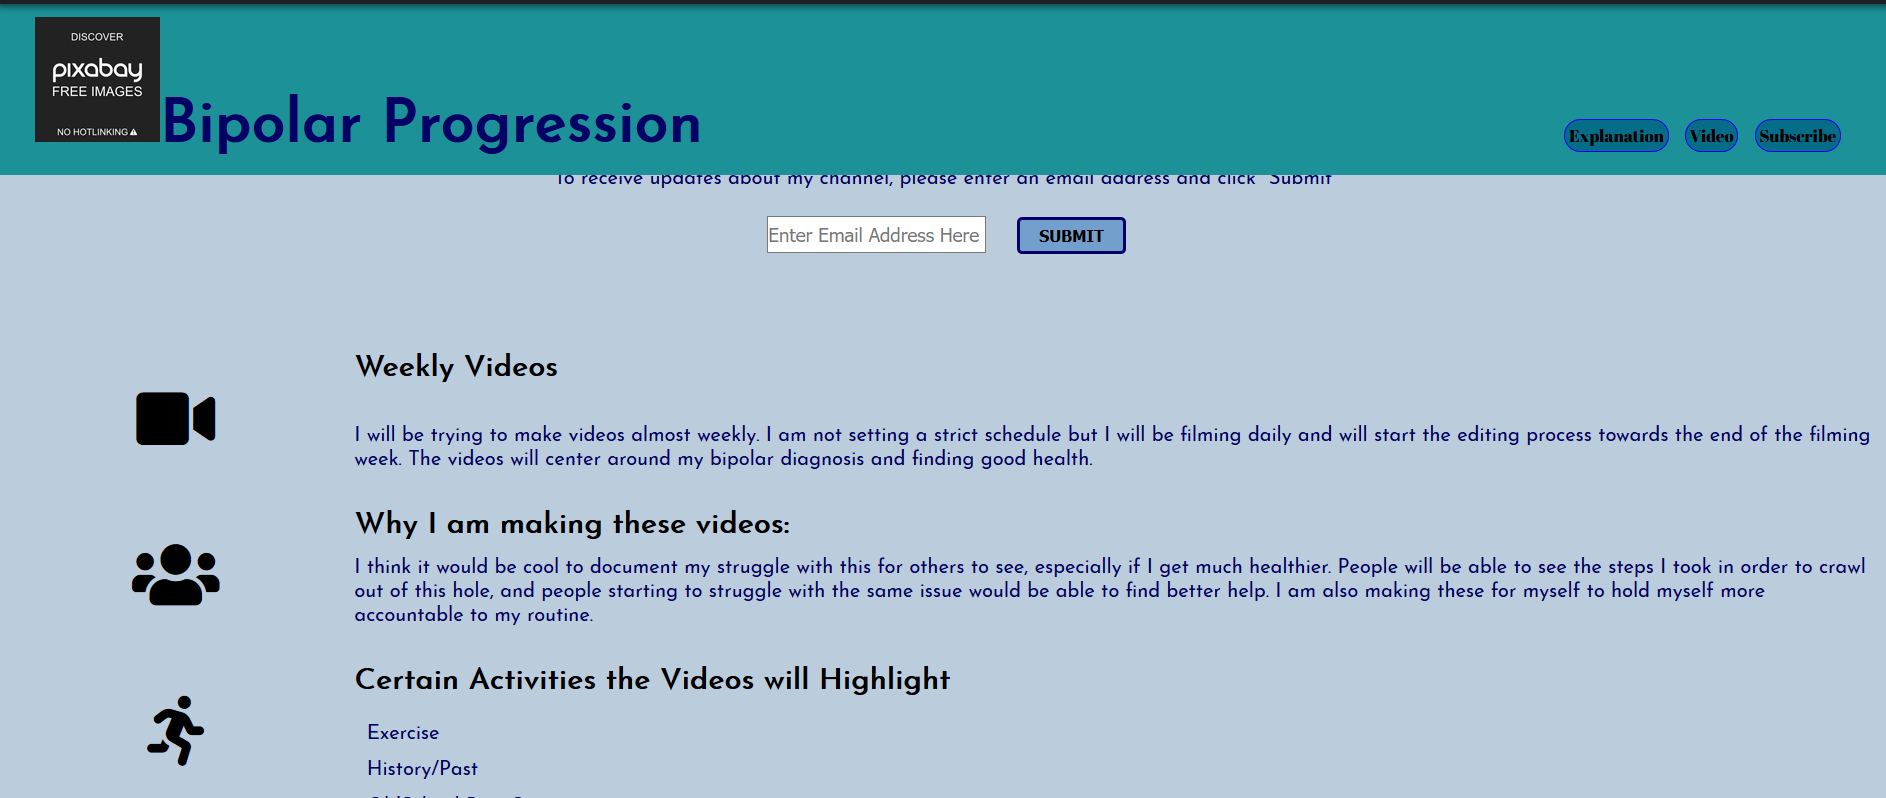 DISCOVER
pixabay
FREE IMAGES
NO HOTLINKING
Bipolar Progression
Explanation
Video
Subscribe
To receive updates about my channel, please enter an email address and click "Submit"
Enter Email Address Here
SUBMIT
Weekly Videos
I will be trying to make videos almost weekly. I am not setting a strict schedule but I will be filming daily and will start the editing process towards the end of the filming
week. The videos will center around my bipolar diagnosis and finding good health.
Why I am making these videos:
I think it would be cool to document my struggle with this for others to see, especially if I get much healthier. People will be able to see the steps I took in order to crawl
out of this hole, and people starting to struggle with the same issue would be able to find better help. I am also making these for myself to hold myself more
accountable to my routine.
Certain Activities the Videos will Highlight
Exercise
History/Past